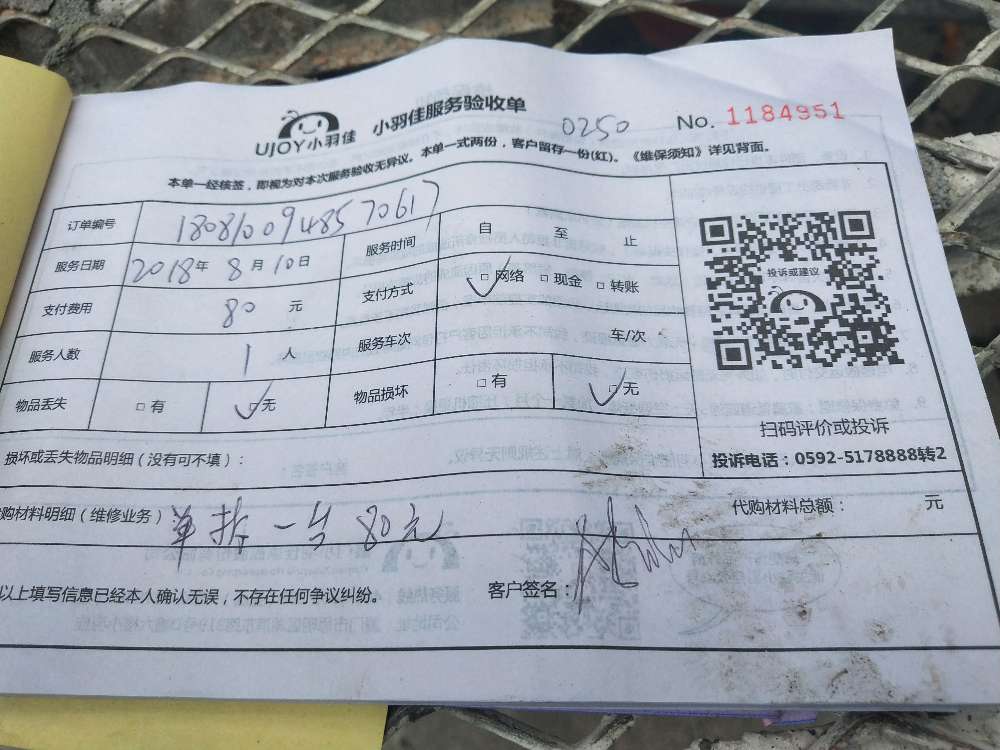 UJOY小羽佳 小羽佳服务验收单 0250 No. 1184951
本单一经核签，即视为对本次服务验收无异议。本单一式两份，客户留存一份(红)。《维保须知》详见背面。
订单编号 1808100948570617 服务时间 自 至 止
服务日期 2018年8月10日 支付方式 □网络 □现金 □转账
支付费用 80 元
服务人数 1 人 服务车次 车/次
物品丢失 □有 □无 物品损坏 □有 □无
投诉或建议
扫码评价或投诉
投诉电话：0592-5178888转2
损坏或丢失物品明细（没有可不填）：
购材料明细（维修业务） 单拆一台80元 代购材料总额： 元
以上填写信息已经本人确认无误，不存在任何争议纠纷。 客户签名：